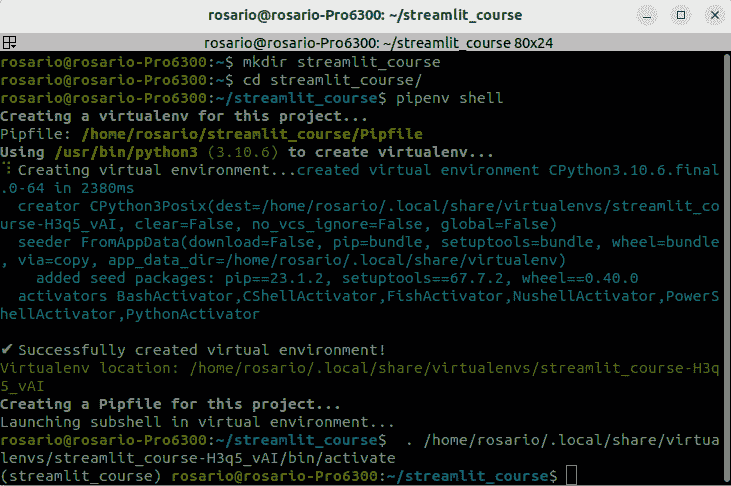 rosario@rosario-Pro6300: ~/streamlit_course
rosario@rosario-Pro6300: ~/streamlit_course 80x24
rosario@rosario-Pro6300:~$ mkdir streamlit_course
rosario@rosario-Pro6300:~$ cd streamlit_course/
rosario@rosario-Pro6300:~/streamlit_course$ pipenv shell
Creating a virtualenv for this project...
Pipfile: /home/rosario/streamlit_course/Pipfile
Using /usr/bin/python3 (3.10.6) to create virtualenv...
⠹ Creating virtual environment...created virtual environment CPython3.10.6.final
.0-64 in 2380ms
  creator CPython3Posix(dest=/home/rosario/.local/share/virtualenvs/streamlit_co
urse-H3q5_vAI, clear=False, no_vcs_ignore=False, global=False)
  seeder FromAppData(download=False, pip=bundle, setuptools=bundle, wheel=bundle
, via=copy, app_data_dir=/home/rosario/.local/share/virtualenv)
    added seed packages: pip==23.1.2, setuptools==67.7.2, wheel==0.40.0
  activators BashActivator,CShellActivator,FishActivator,NushellActivator,PowerS
hellActivator,PythonActivator
✔ Successfully created virtual environment!
Virtualenv location: /home/rosario/.local/share/virtualenvs/streamlit_course-H3q
5_vAI
Creating a Pipfile for this project...
Launching subshell in virtual environment...
rosario@rosario-Pro6300:~/streamlit_course$  . /home/rosario/.local/share/virtua
lenvs/streamlit_course-H3q5_vAI/bin/activate
(streamlit_course) rosario@rosario-Pro6300:~/streamlit_course$